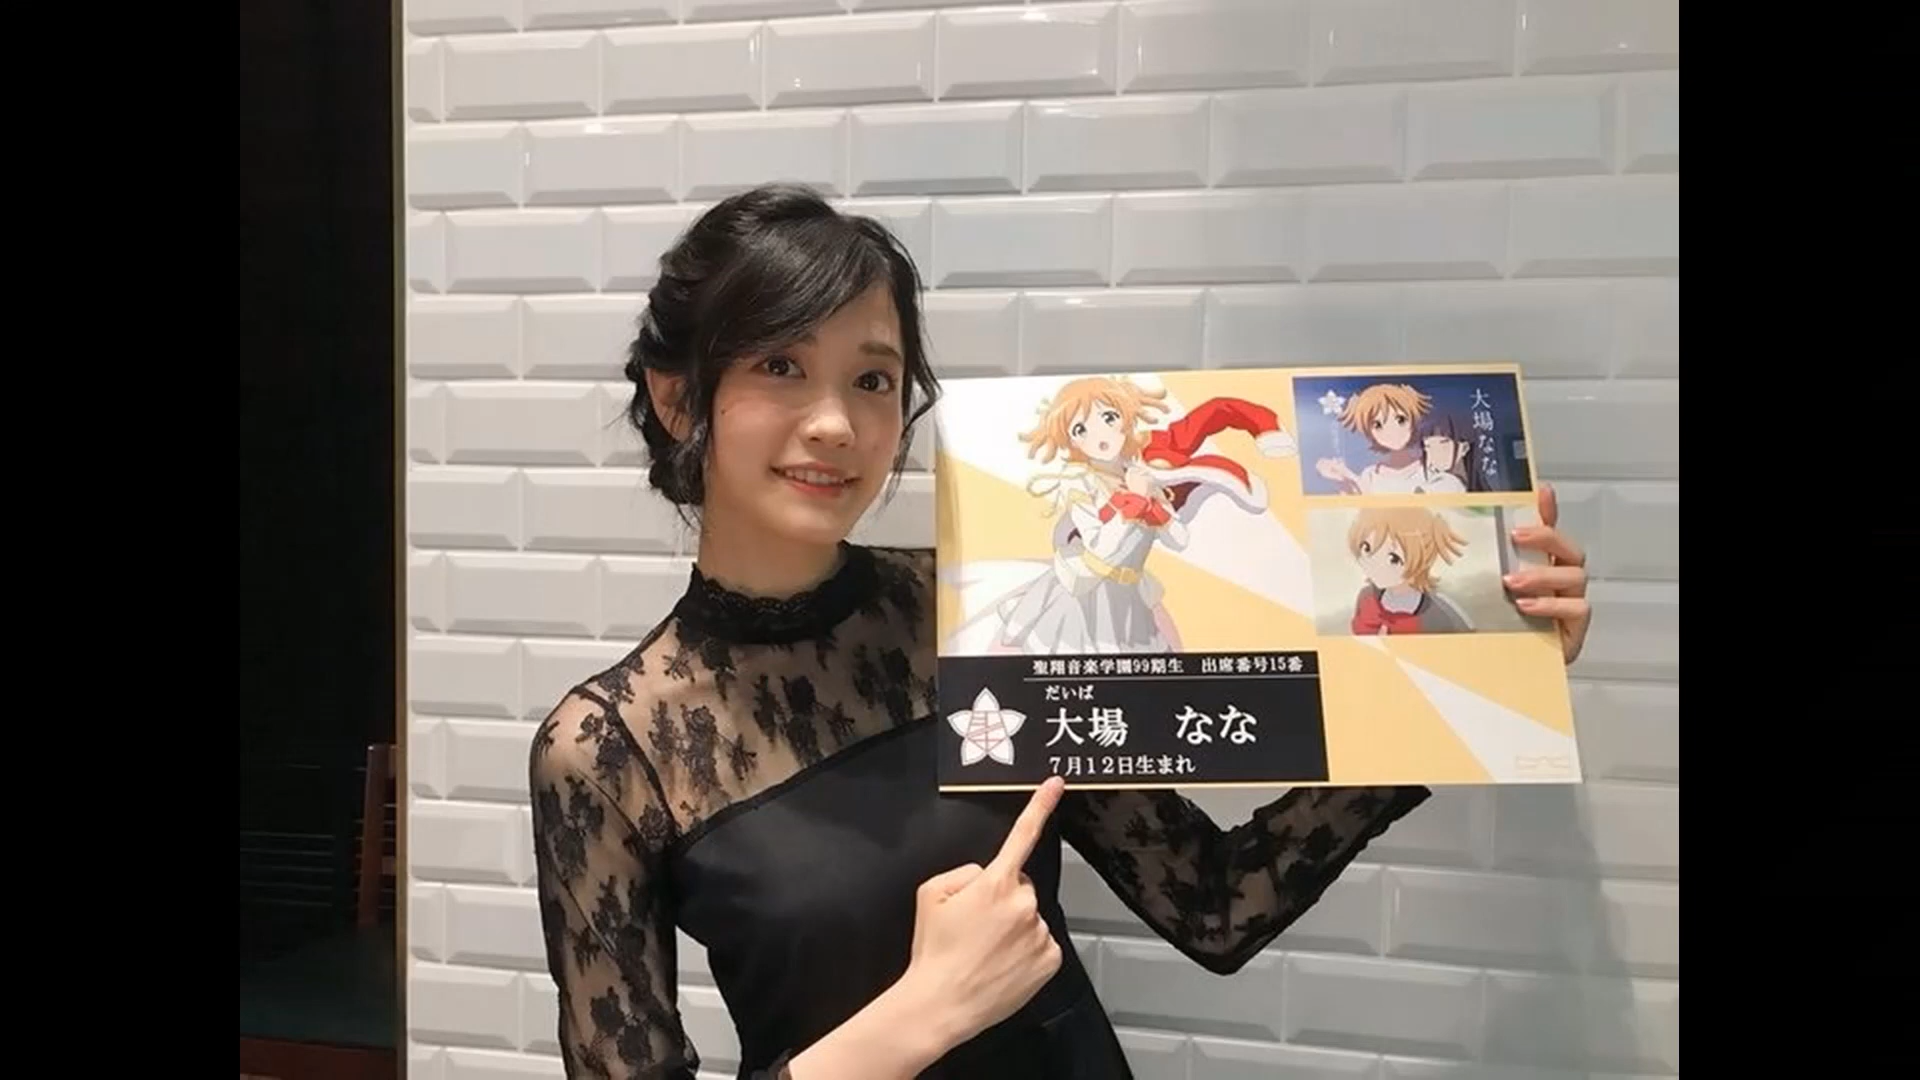 大場なな
聖翔音楽学園99期生　出席番号15番
だいば
大場　なな
7月12日生まれ